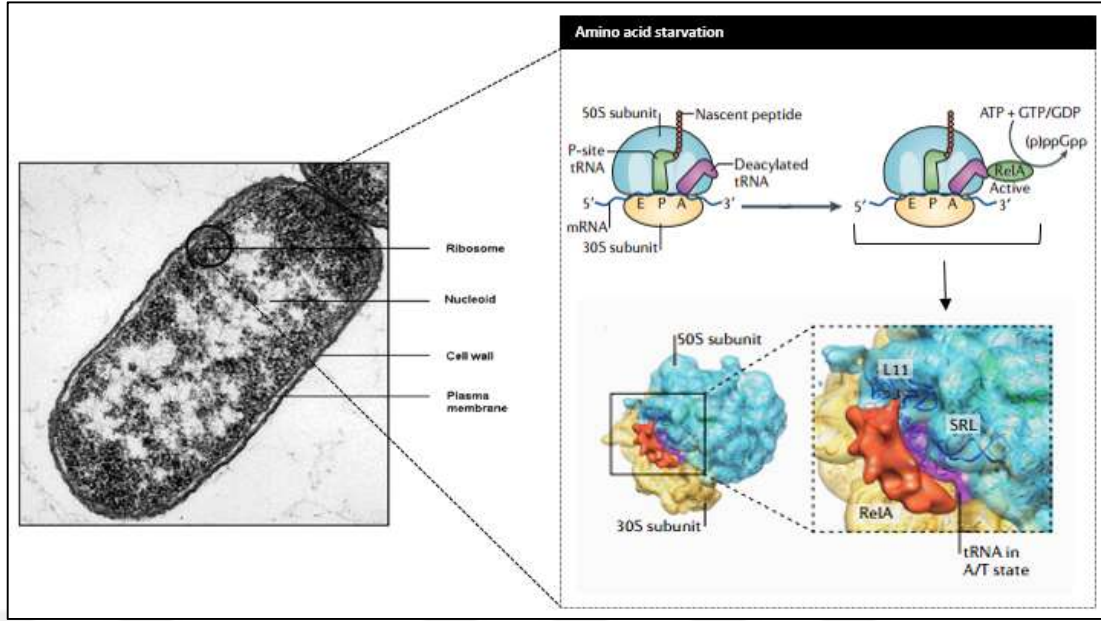 Amino acid starvation
Ribosome
Nucleoid
Cell wall
Plasma
membrane
50S subunit
Nascent peptide
P-site
tRNA
Deacylated
tRNA
5′
E P A
3′
mRNA
30S subunit
ATP + GTP/GDP
(p)ppGpp
RelA
Active
5′
E P A
3′
50S subunit
30S subunit
L11
SRL
RelA
tRNA in
A/T state